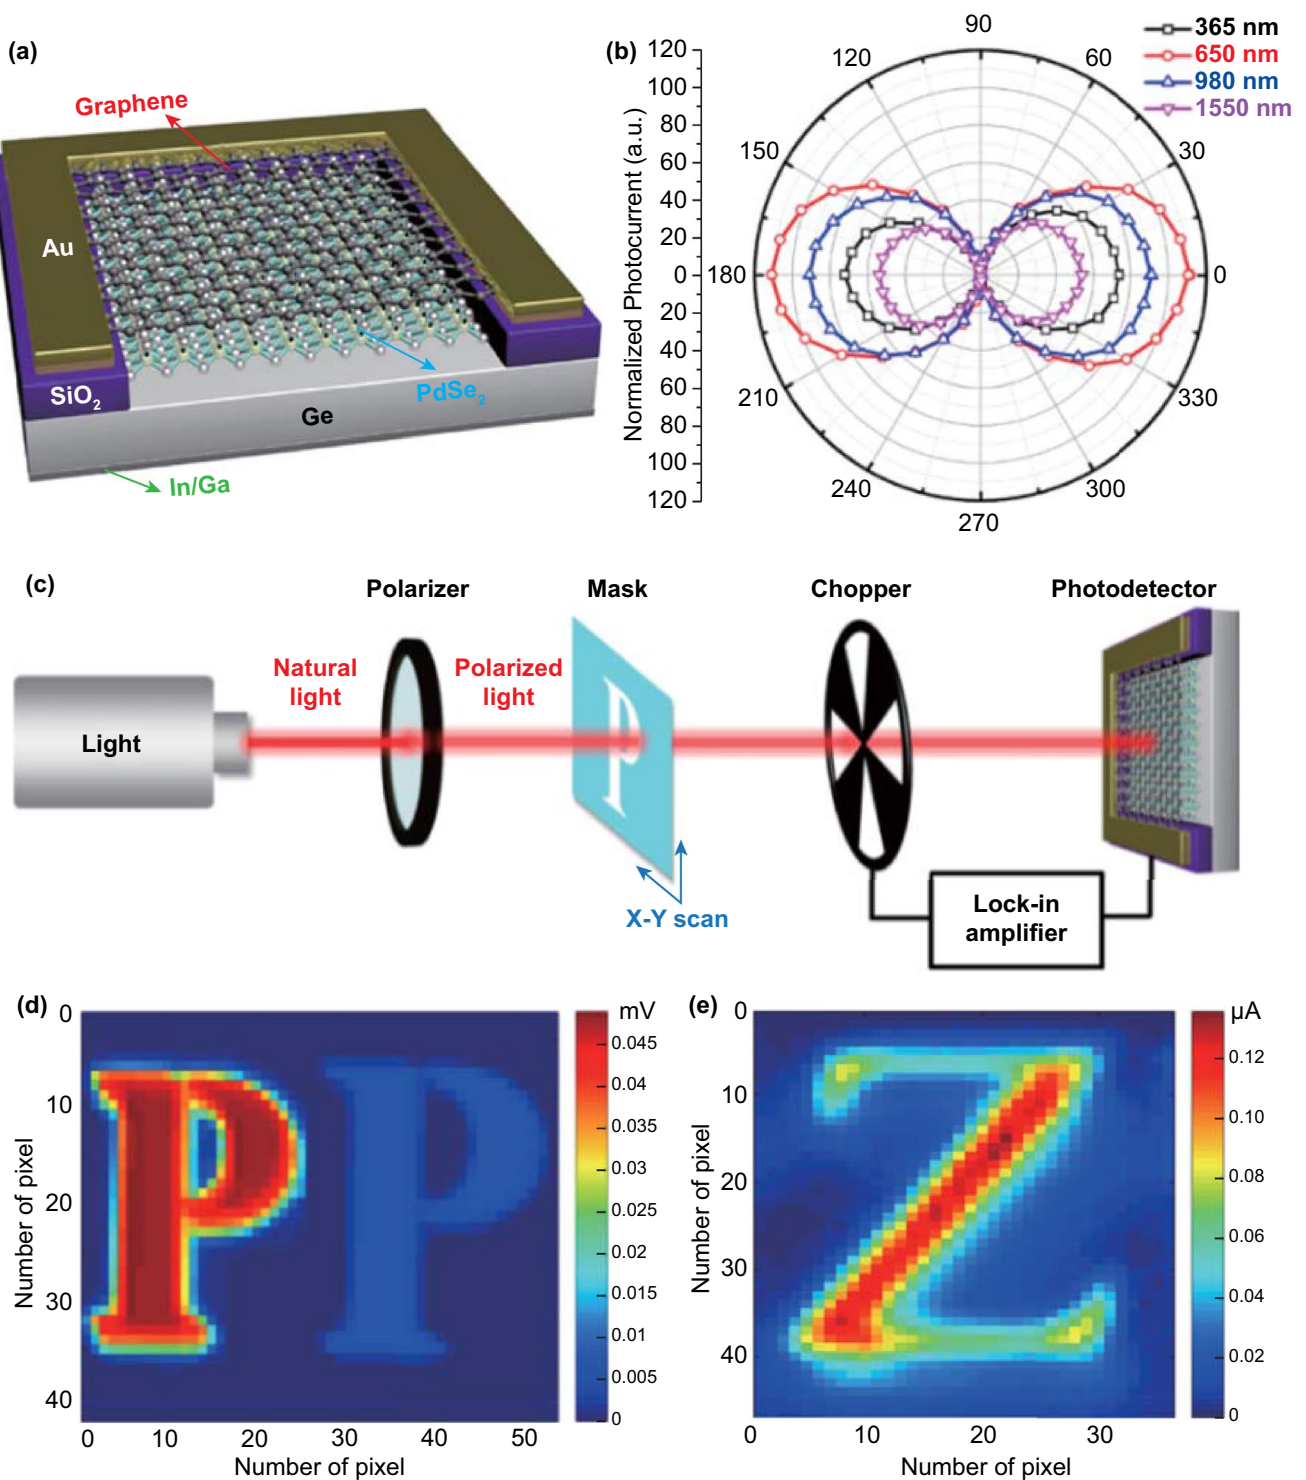 (a)
Graphene
Au
SiO2
PdSe2
Ge
In/Ga
(b)
Normalized Photocurrent (a.u.)
120
100
80
60
40
20
0
20
40
60
80
100
120
90
60
30
0
330
300
270
240
210
180
150
120
365 nm
650 nm
980 nm
1550 nm
(c)
Polarizer
Mask
Chopper
Photodetector
Natural
light
Polarized
light
Light
P
X-Y scan
Lock-in
amplifier
(d)
mV
Number of pixel
0
10
20
30
40
0
10
20
30
40
50
Number of pixel
P P
0.045
0.04
0.035
0.03
0.025
0.02
0.015
0.01
0.005
0
(e)
µA
Number of pixel
0
10
20
30
40
0
10
20
30
Number of pixel
Z
0.12
0.10
0.08
0.06
0.04
0.02
0